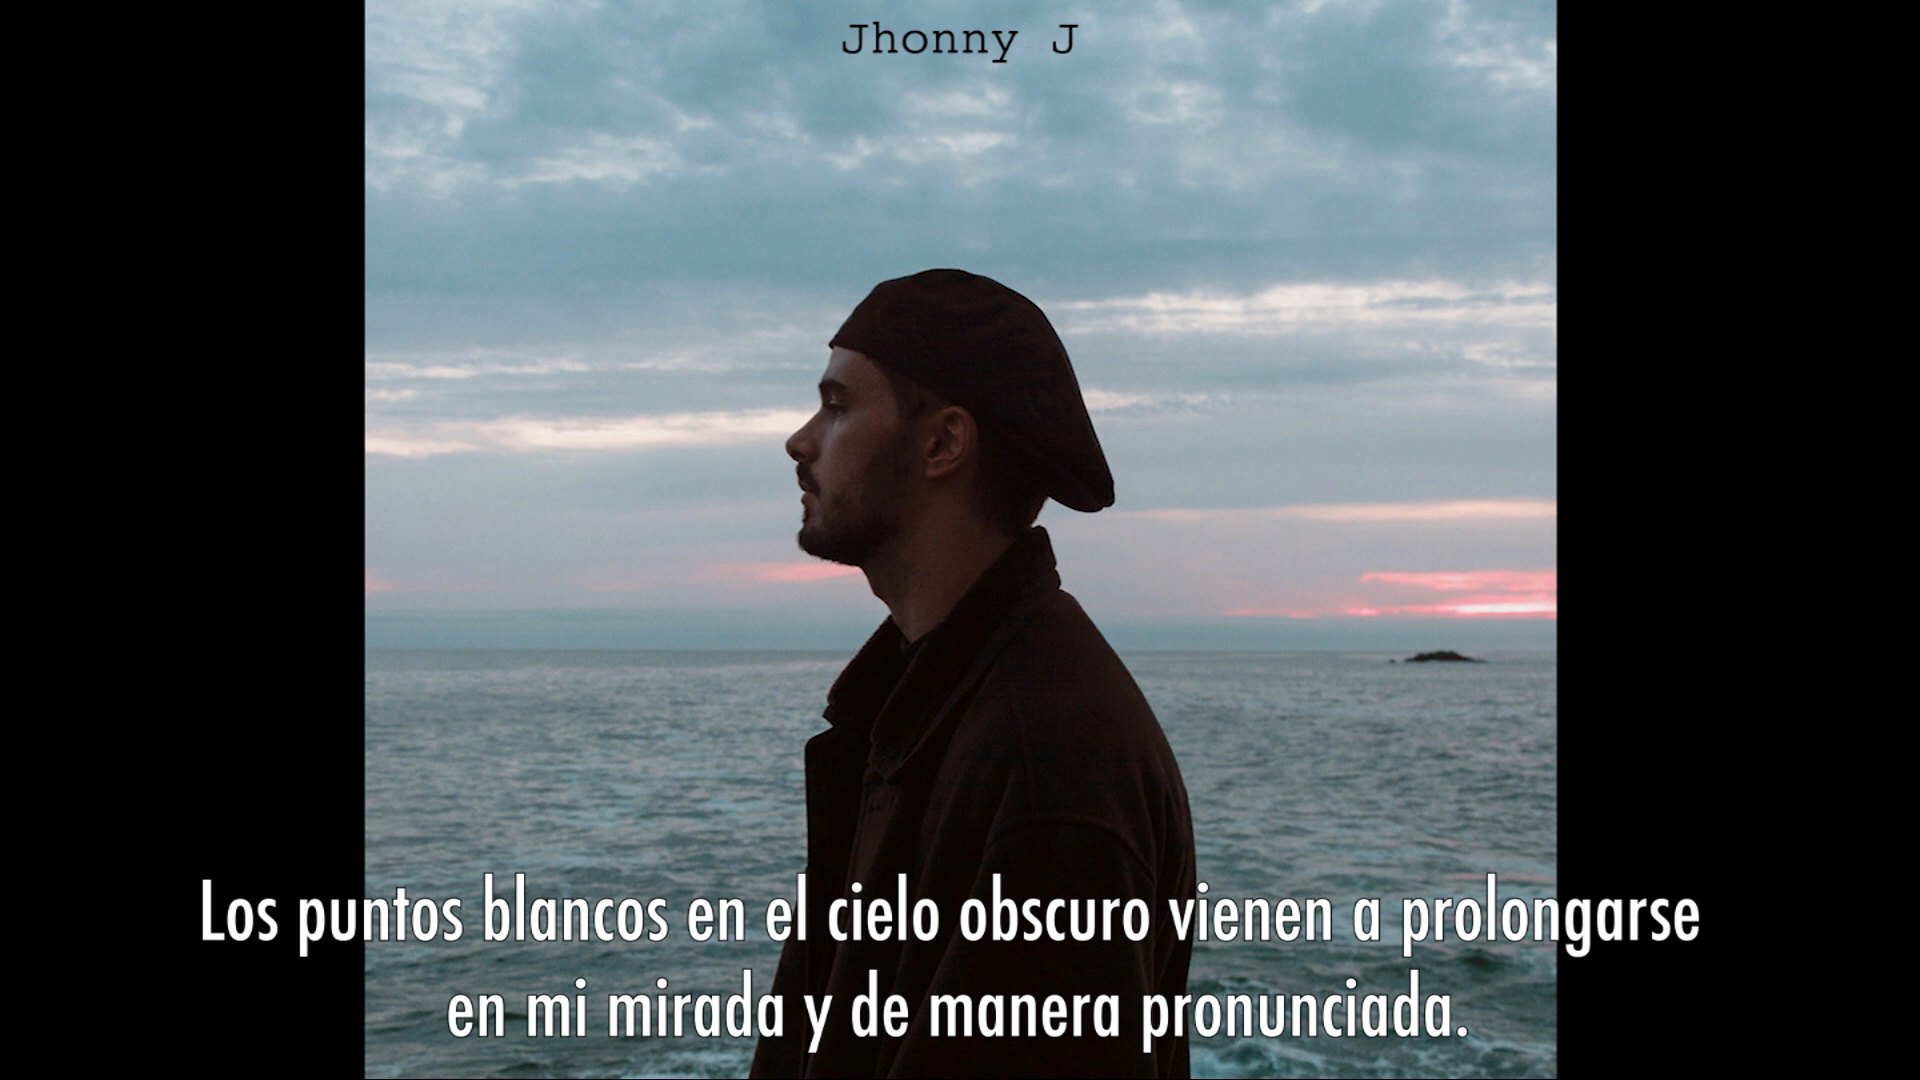 Jhonny J
Los puntos blancos en el cielo obscuro vienen a prolongarse
en mi mirada y de manera pronunciada.